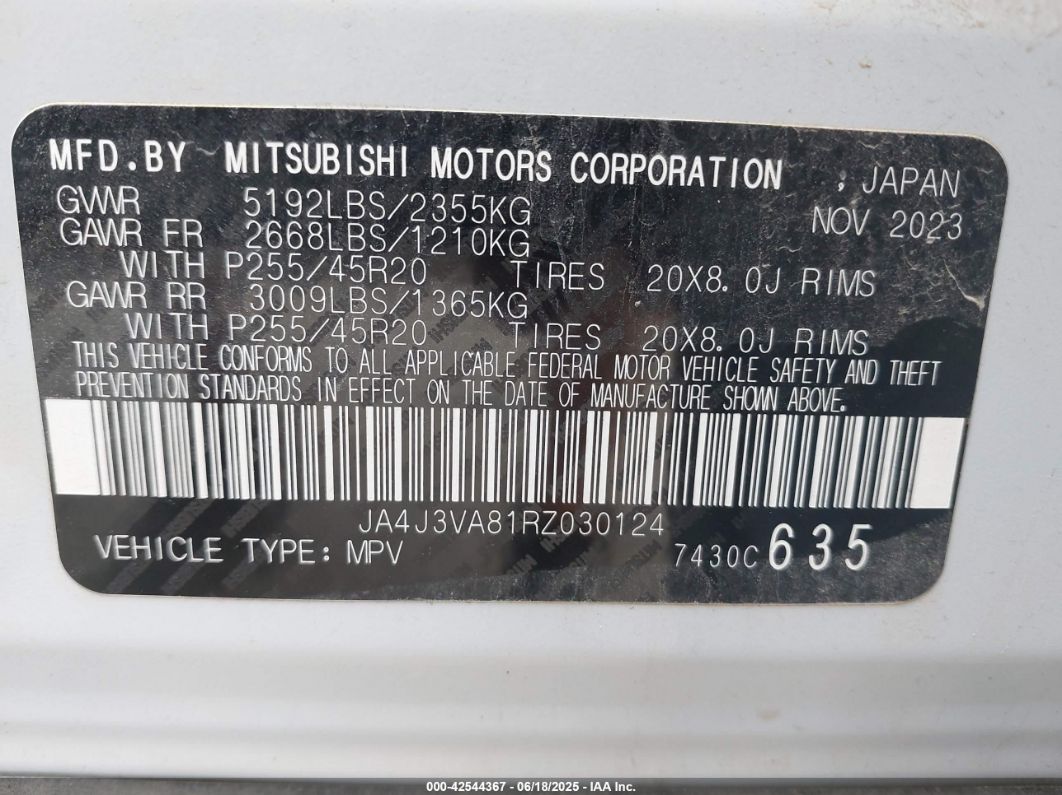 MFD.BY MITSUBISHI MOTORS CORPORATION , JAPAN
GVWR 5192LBS/2355KG NOV 2023
GAWR FR 2668LBS/1210KG
WITH P255/45R20 TIRES 20X8.0J RIMS
GAWR RR 3009LBS/1365KG
WITH P255/45R20 TIRES 20X8.0J RIMS
THIS VEHICLE CONFORMS TO ALL APPLICABLE FEDERAL MOTOR VEHICLE SAFETY AND THEFT
PREVENTION STANDARDS IN EFFECT ON THE DATE OF MANUFACTURE SHOWN ABOVE.
JA4J3VA81RZ030124
VEHICLE TYPE: MPV 7430C 635
000-42544367 - 06/18/2025 - IAA Inc.